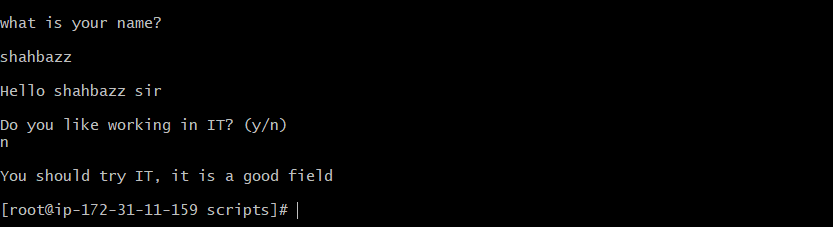 what is your name?
shahbazz
Hello shahbazz sir
Do you like working in IT? (y/n)
n
You should try IT, it is a good field
[root@ip-172-31-11-159 scripts]#